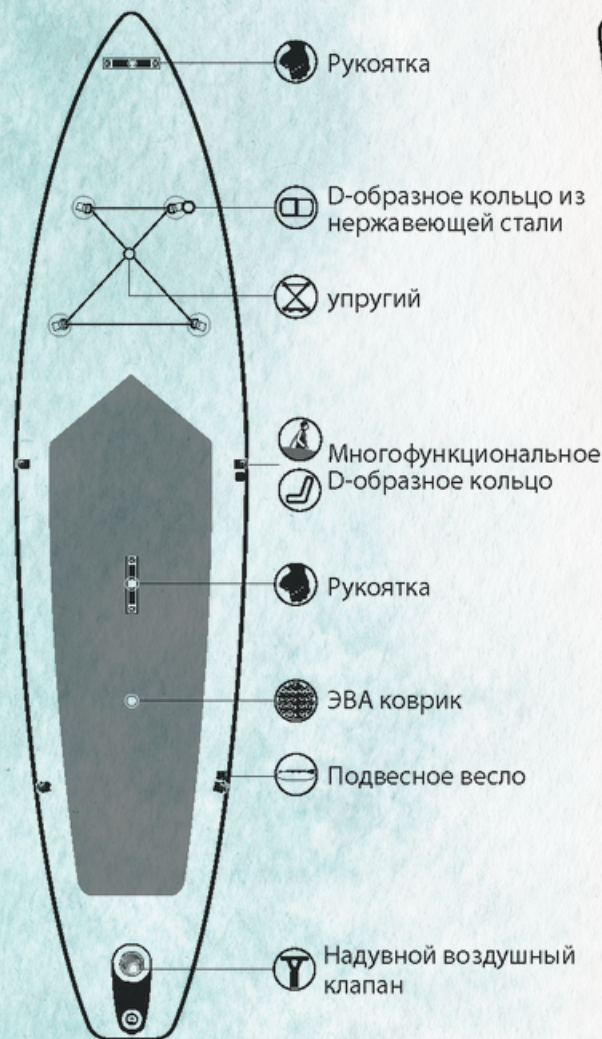 Рукоятка
D-образное кольцо из
нержавеющей стали
упругий
Многофункциональное
D-образное кольцо
Рукоятка
ЭВА коврик
Подвесное весло
Надувной воздушный
клапан